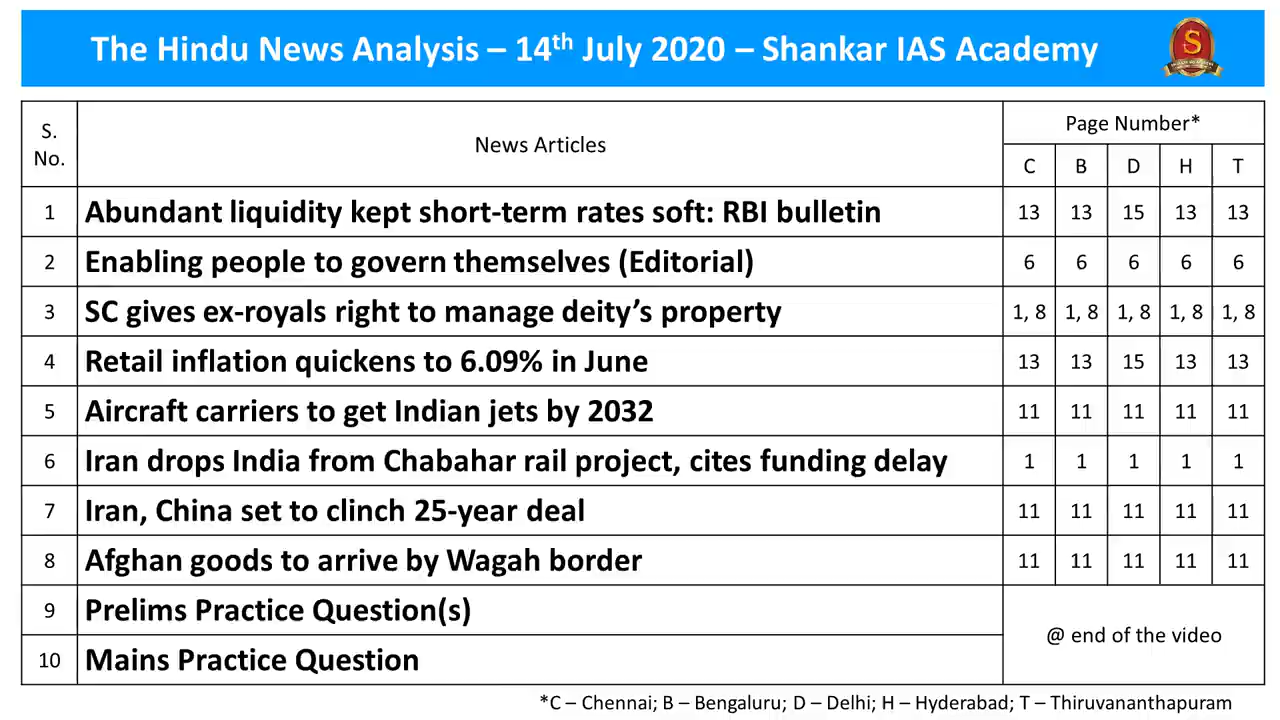 The Hindu News Analysis – 14th July 2020 – Shankar IAS Academy
S
S. No. News Articles Page Number*
C B D H T
1 Abundant liquidity kept short-term rates soft: RBI bulletin 13 13 15 13 13
2 Enabling people to govern themselves (Editorial) 6 6 6 6 6
3 SC gives ex-royals right to manage deity’s property 1, 8 1, 8 1, 8 1, 8 1, 8
4 Retail inflation quickens to 6.09% in June 13 13 15 13 13
5 Aircraft carriers to get Indian jets by 2032 11 11 11 11 11
6 Iran drops India from Chabahar rail project, cites funding delay 1 1 1 1 1
7 Iran, China set to clinch 25-year deal 11 11 11 11 11
8 Afghan goods to arrive by Wagah border 11 11 11 11 11
9 Prelims Practice Question(s)
@ end of the video
10 Mains Practice Question
*C – Chennai; B – Bengaluru; D – Delhi; H – Hyderabad; T – Thiruvananthapuram